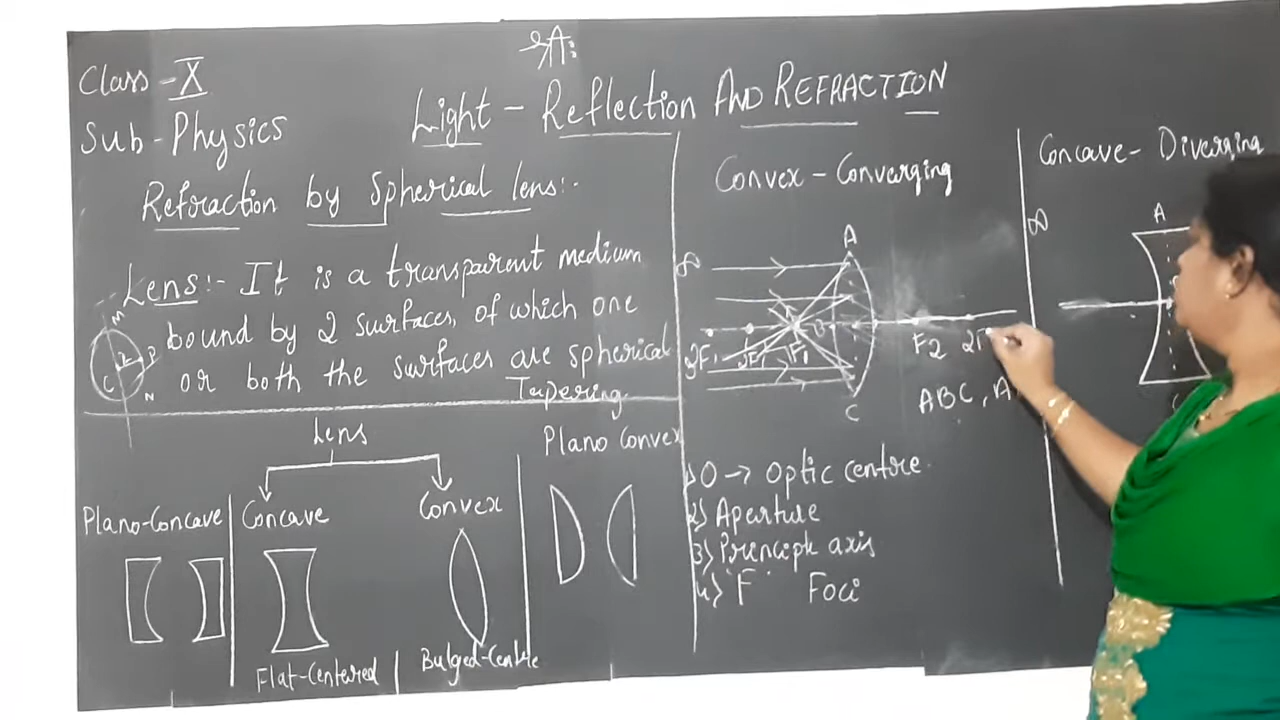 Class - X
Sub - Physics
Light - Reflection AND REFRACTION
Refraction by Spherical lens:-
Lens:- It is a transparent medium
bound by 2 surfaces, of which one
or both the surfaces are spherical
Tapering
M
B
C
N
Lens
Plano-Concave
Concave
Convex
Plano Convex
Flat-Centered
Bulged-Centre
Convex - Converging
∞
A
O
2F1
F1
F2
2F
C
ABC, A
1) O → Optic centre.
2) Aperture
3) Principle axis
4) 'F' Foci
Concave - Diverging
∞
A